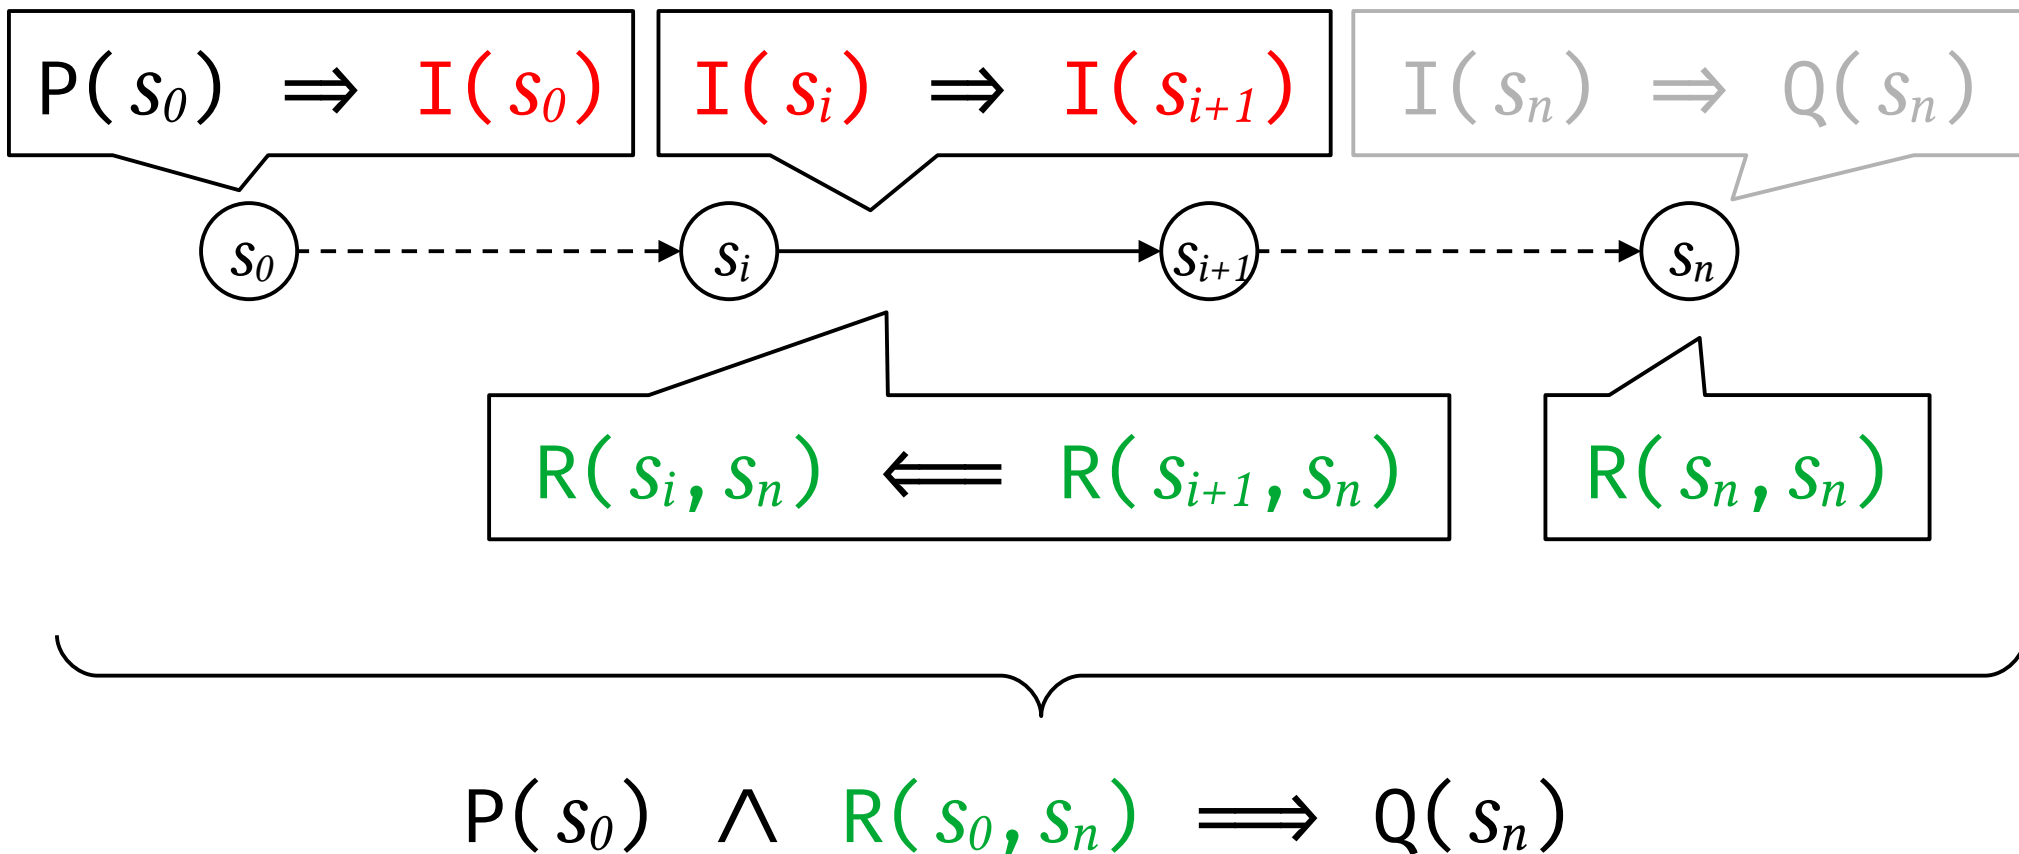 P(s₀) ⟹ I(s₀)
I(sᵢ) ⟹ I(sᵢ₊₁)
I(sₙ) ⟹ Q(sₙ)
s₀
sᵢ
sᵢ₊₁
sₙ
R(sᵢ,sₙ) ⟸ R(sᵢ₊₁,sₙ)
R(sₙ,sₙ)
P(s₀) ∧ R(s₀,sₙ) ⟹ Q(sₙ)